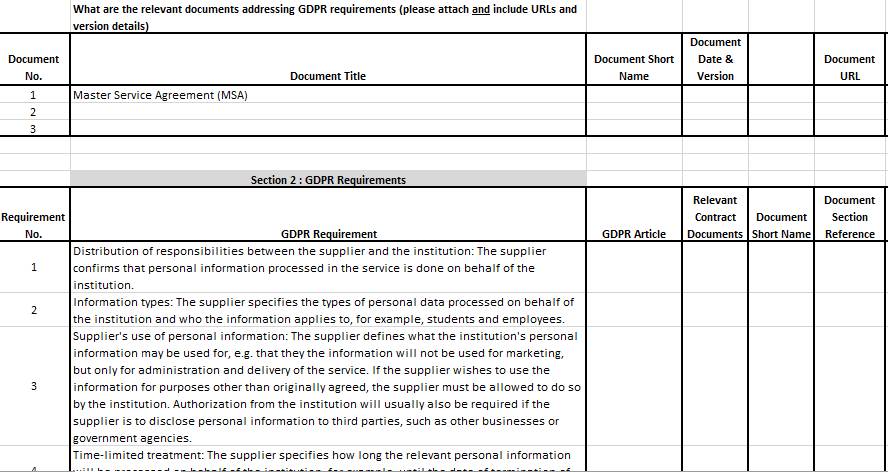 What are the relevant documents addressing GDPR requirements (please attach and include URLs and
version details)
Document No.
Document Title
Document Short Name
Document Date & Version
Document URL
1 Master Service Agreement (MSA)
2
3
Section 2 : GDPR Requirements
Requirement No.
GDPR Requirement
GDPR Article
Relevant Contract Documents
Document Short Name
Document Section Reference
1
Distribution of responsibilities between the supplier and the institution: The supplier
confirms that personal information processed in the service is done on behalf of the
institution.
2
Information types: The supplier specifies the types of personal data processed on behalf of
the institution and who the information applies to, for example, students and employees.
3
Supplier's use of personal information: The supplier defines what the institution's personal
information may be used for, e.g. that they the information will not be used for marketing,
but only for administration and delivery of the service. If the supplier wishes to use the
information for purposes other than originally agreed, the supplier must be allowed to do so
by the institution. Authorization from the institution will usually also be required if the
supplier is to disclose personal information to third parties, such as other businesses or
government agencies.
Time-limited treatment: The supplier specifies how long the relevant personal information